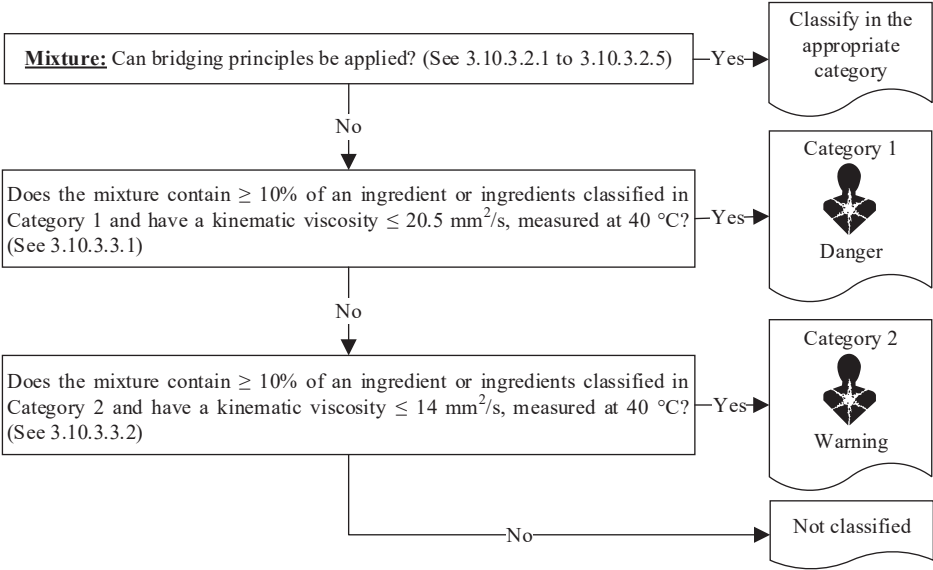 Mixture: Can bridging principles be applied? (See 3.10.3.2.1 to 3.10.3.2.5)
Yes
Classify in the
appropriate
category
No
Does the mixture contain ≥ 10% of an ingredient or ingredients classified in
Category 1 and have a kinematic viscosity ≤ 20.5 mm²/s, measured at 40 °C?
(See 3.10.3.3.1)
Yes
Category 1
Danger
No
Does the mixture contain ≥ 10% of an ingredient or ingredients classified in
Category 2 and have a kinematic viscosity ≤ 14 mm²/s, measured at 40 °C?
(See 3.10.3.3.2)
Yes
Category 2
Warning
No
Not classified